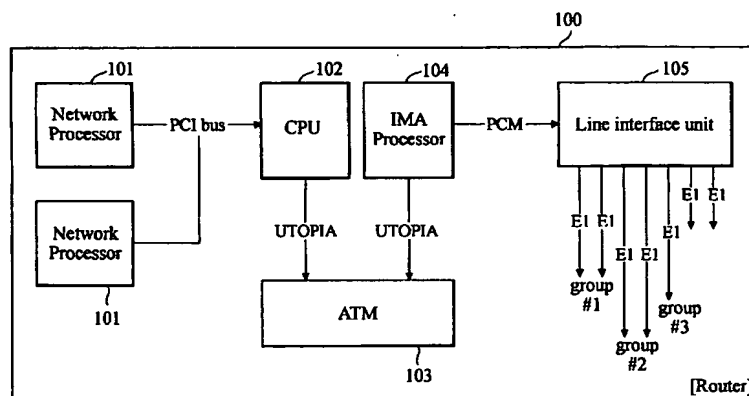 100
101
102
104
105
Network
Processor
PCI bus
CPU
IMA
Processor
PCM
Line interface unit
Network
Processor
101
UTOPIA
UTOPIA
E1
E1
E1
E1
E1
E1
E1
ATM
103
group
#1
group
#2
group
#3
[Router]